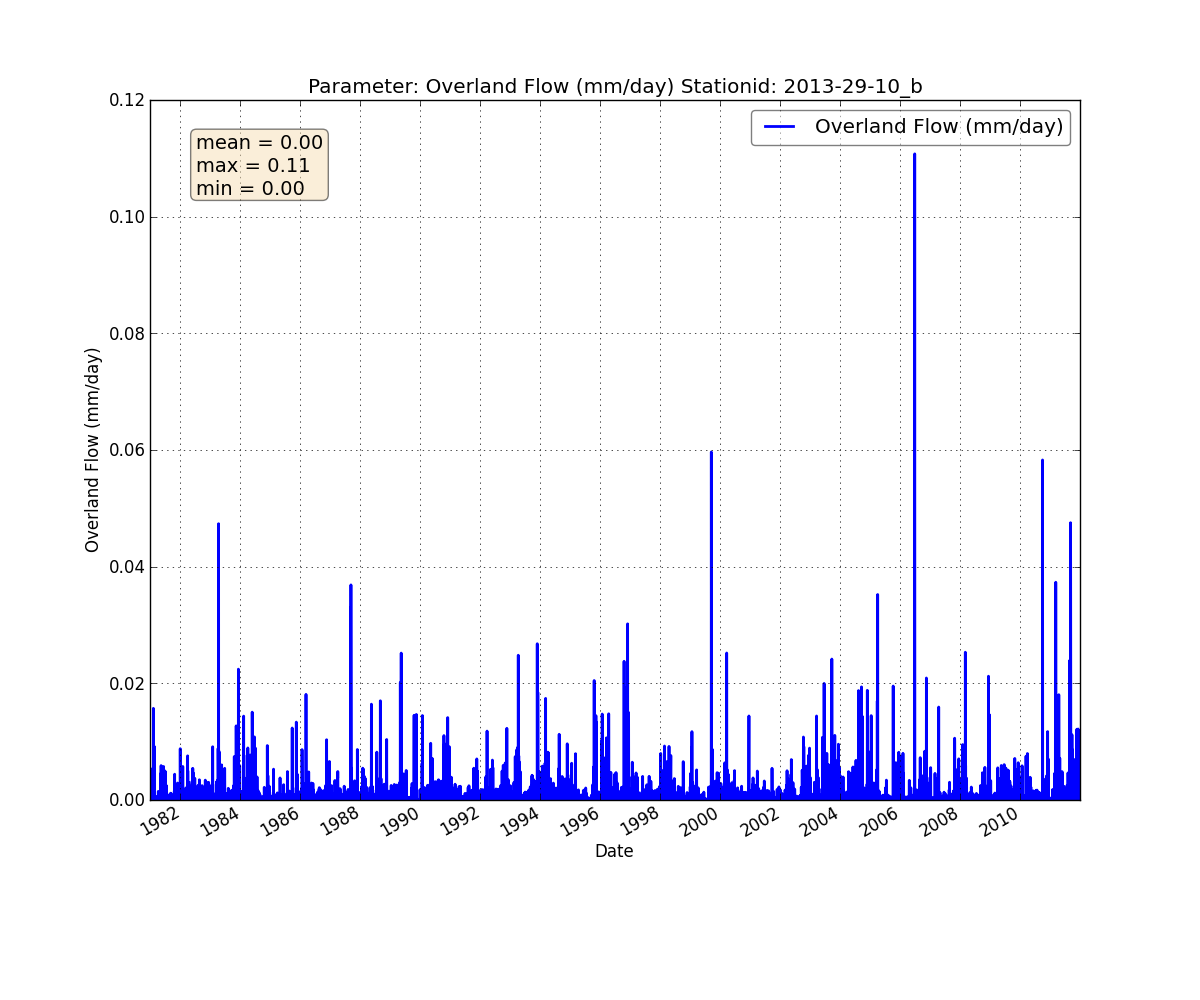 Parameter: Overland Flow (mm/day) Stationid: 2013-29-10_b
Overland Flow (mm/day)
mean = 0.00
max = 0.11
min = 0.00
0.12
0.10
0.08
0.06
0.04
0.02
0.00
Overland Flow (mm/day)
1982 1984 1986 1988 1990 1992 1994 1996 1998 2000 2002 2004 2006 2008 2010
Date